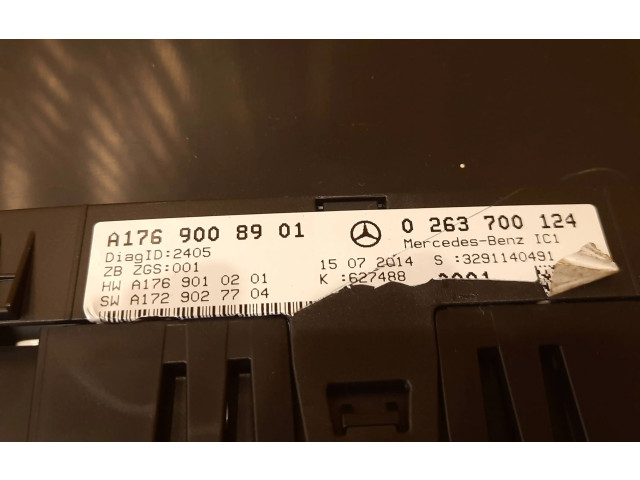 A176 900 89 01
0 263 700 124
DiagID:2405
Mercedes-Benz IC1
ZB ZGS:001
15 07 2014 S :3291140491
HW A176 901 02 01
K :627488
SW A172 902 77 04